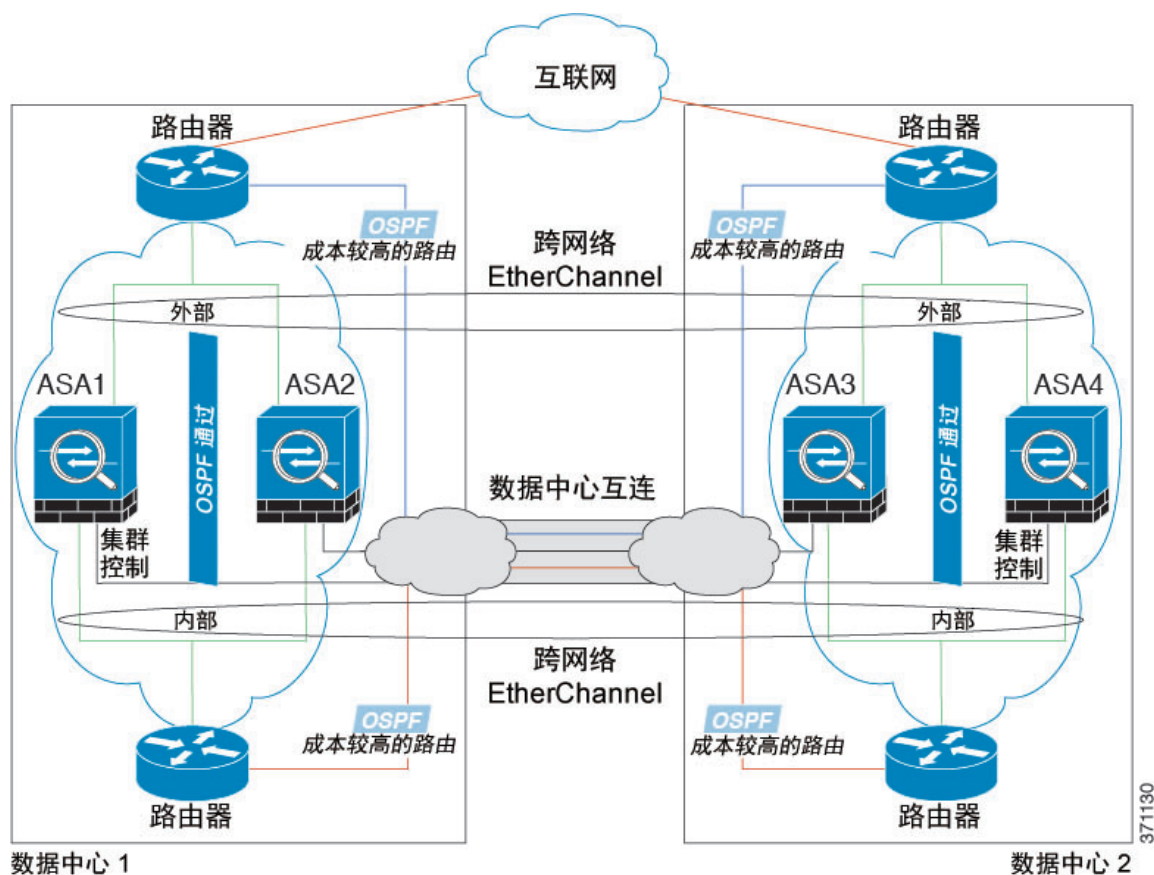 互联网
路由器
路由器
OSPF
成本较高的路由
跨网络
EtherChannel
OSPF
成本较高的路由
外部
外部
ASA1
ASA2
ASA3
ASA4
OSPF 通过
OSPF 通过
数据中心互连
集群
控制
集群
控制
内部
内部
跨网络
EtherChannel
OSPF
成本较高的路由
OSPF
成本较高的路由
路由器
路由器
371130
数据中心 1
数据中心 2